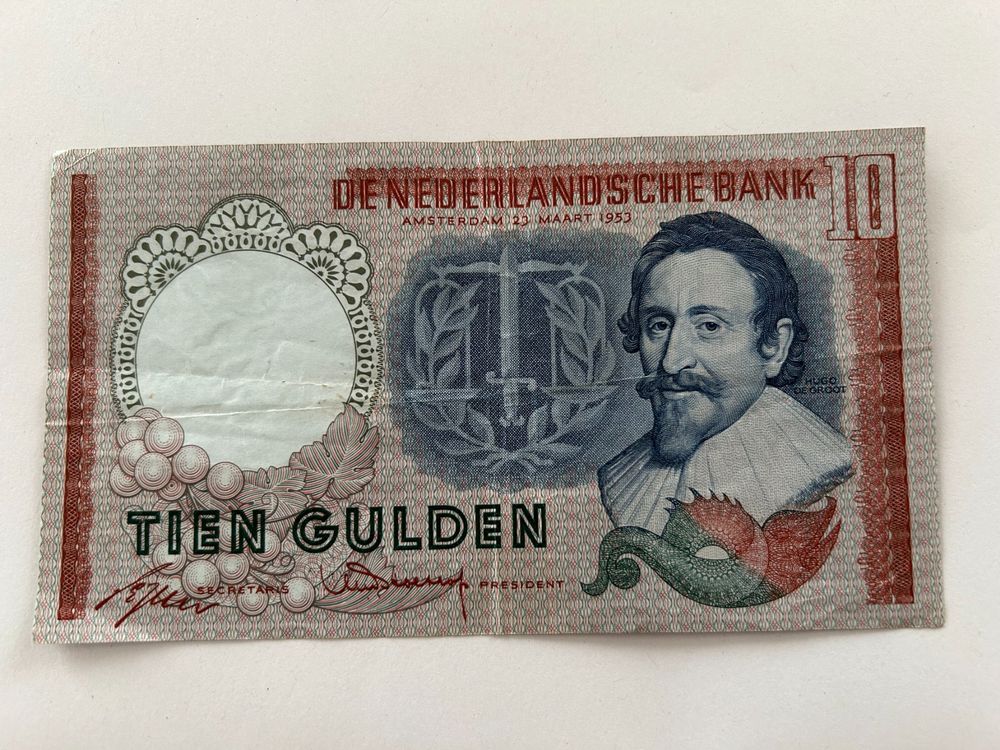 DE NEDERLANDSCHE BANK
10
AMSTERDAM 23 MAART 1953
HUGO
DE GROOT
TIEN GULDEN
SECRETARIS
PRESIDENT